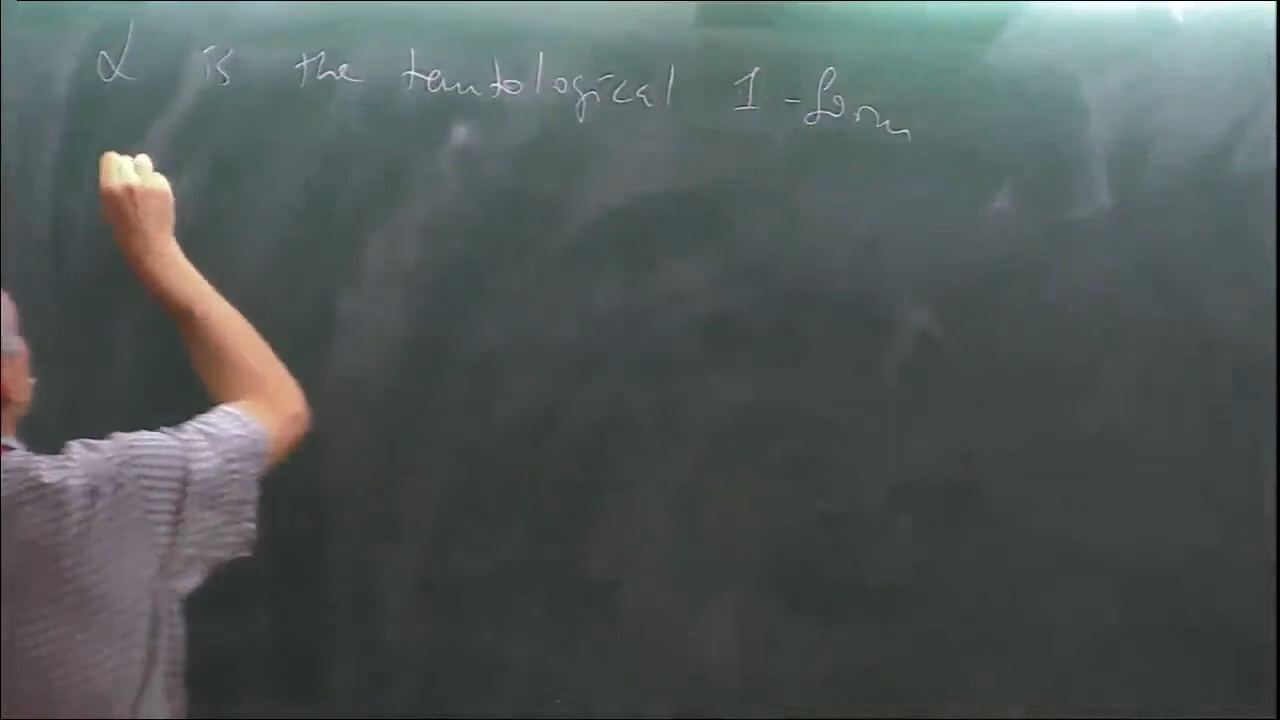 α is the tautological 1-form